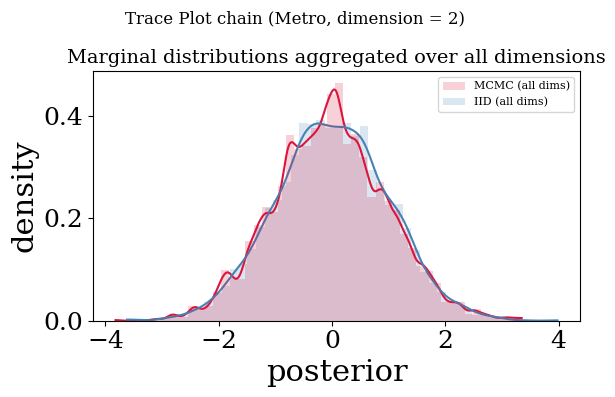 Trace Plot chain (Metro, dimension = 2)
Marginal distributions aggregated over all dimensions
MCMC (all dims)
IID (all dims)
density
0.4
0.2
0.0
−4 −2 0 2 4
posterior